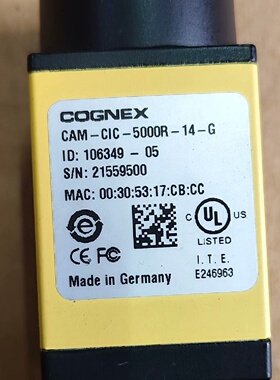 COGNEX
CAM-CIC-5000R-14-G
ID: 106349 - 05
S/N: 21559500
MAC: 00:30:53:17:CB:CC
e
FC
C UL US
LISTED
Made in Germany
I.T.E.
E246963